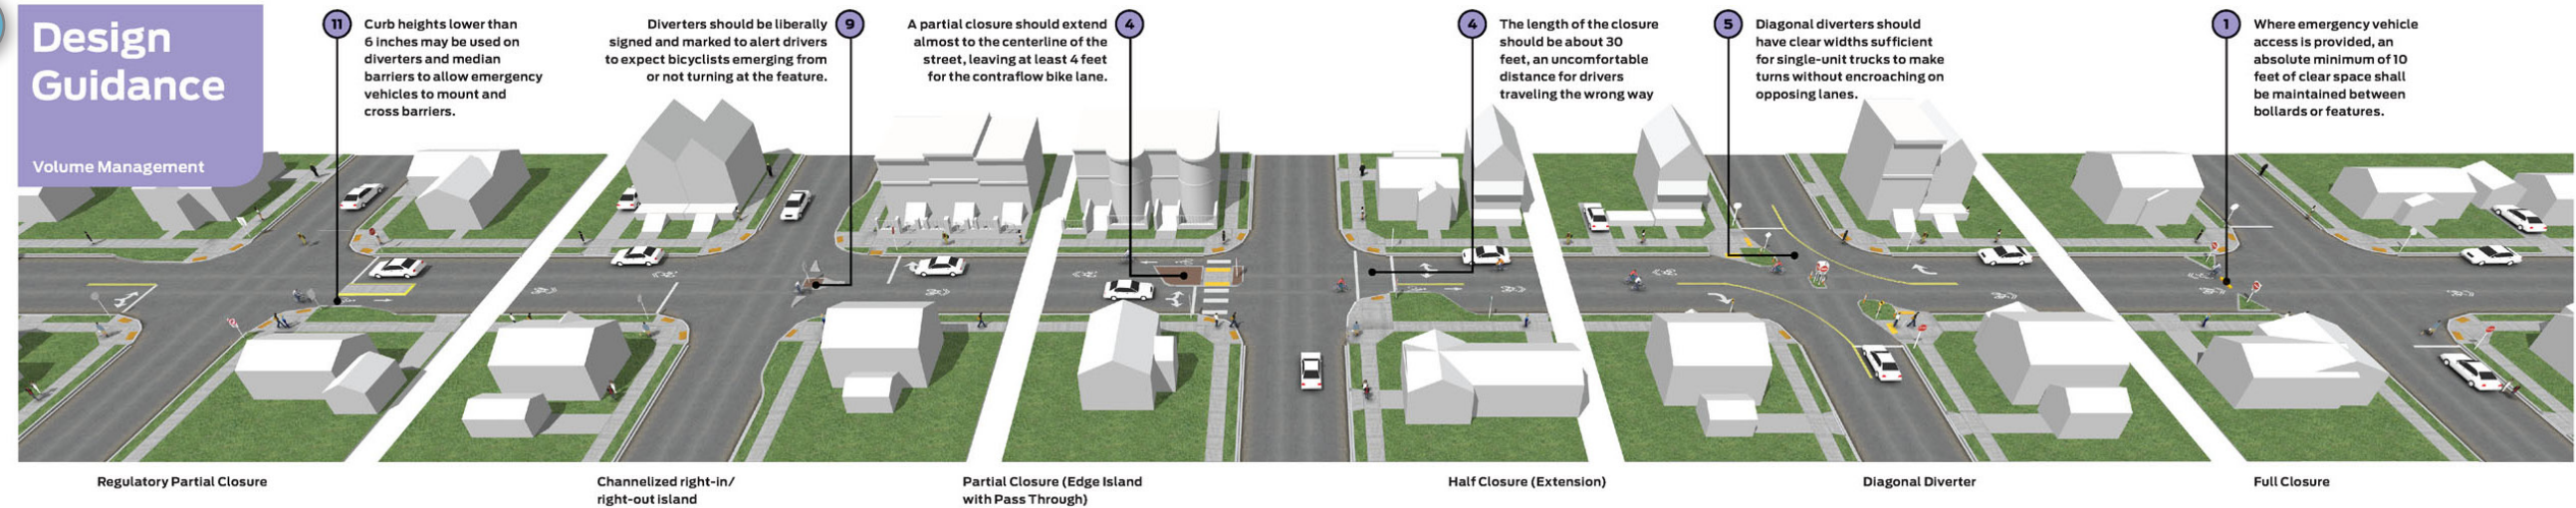 Design
Guidance
Volume Management
11
Curb heights lower than
6 inches may be used on
diverters and median
barriers to allow emergency
vehicles to mount and
cross barriers.
Diverters should be liberally
signed and marked to alert drivers
to expect bicyclists emerging from
or not turning at the feature.
9
A partial closure should extend
almost to the centerline of the
street, leaving at least 4 feet
for the contraflow bike lane.
4
4
The length of the closure
should be about 30
feet, an uncomfortable
distance for drivers
traveling the wrong way
5
Diagonal diverters should
have clear widths sufficient
for single-unit trucks to make
turns without encroaching on
opposing lanes.
1
Where emergency vehicle
access is provided, an
absolute minimum of 10
feet of clear space shall
be maintained between
bollards or features.
Regulatory Partial Closure
Channelized right-in/
right-out island
Partial Closure (Edge Island
with Pass Through)
Half Closure (Extension)
Diagonal Diverter
Full Closure